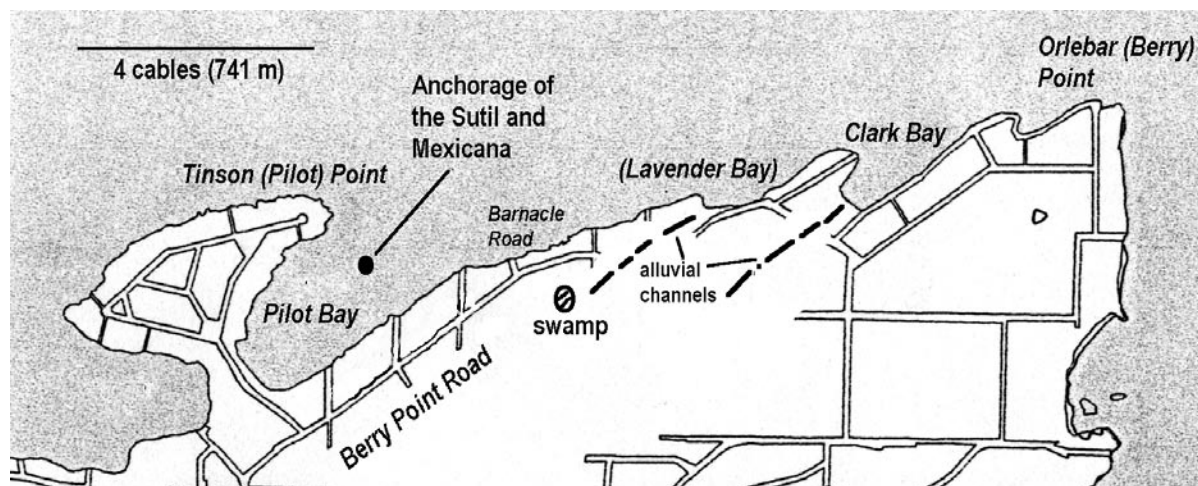 4 cables (741 m)
Anchorage of
the Sutil and
Mexicana
Orlebar (Berry)
Point
Clark Bay
(Lavender Bay)
Tinson (Pilot) Point
Barnacle
Road
alluvial
channels
Pilot Bay
swamp
Berry Point Road